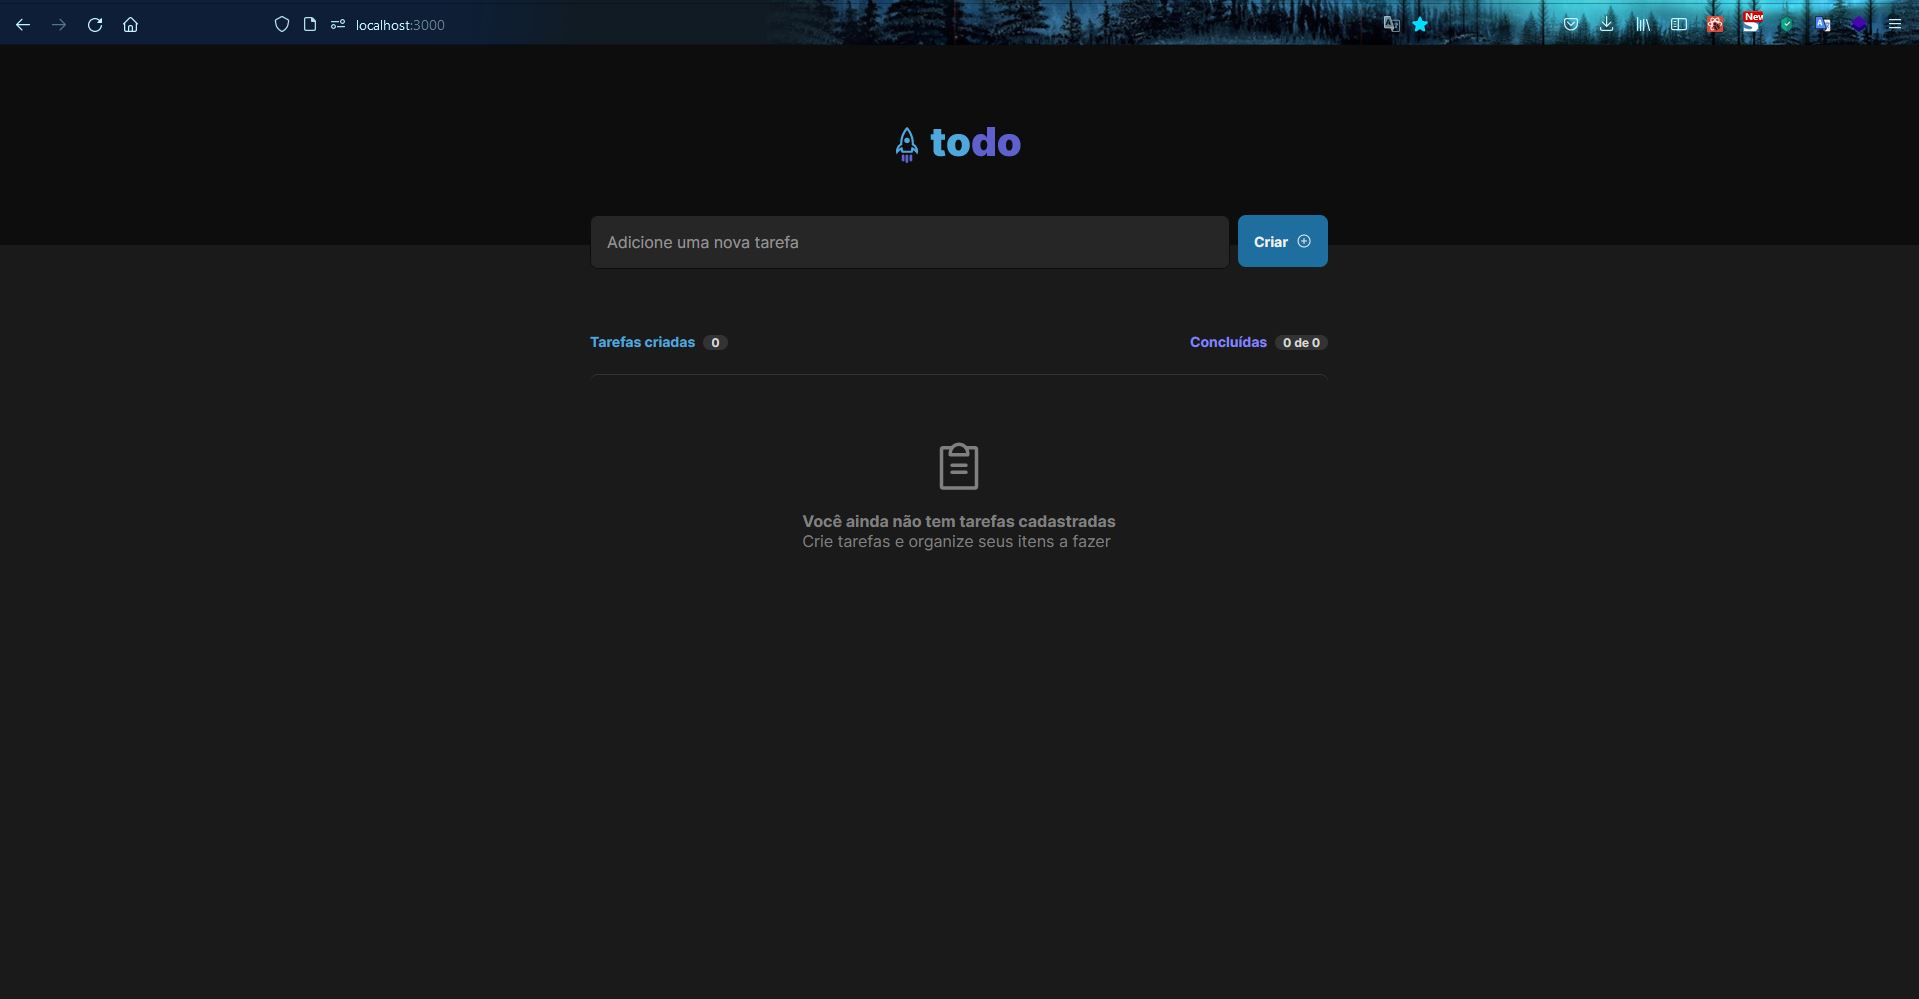 localhost:3000
New
todo
Adicione uma nova tarefa
Criar
Tarefas criadas 0
Concluídas 0 de 0
Você ainda não tem tarefas cadastradas
Crie tarefas e organize seus itens a fazer